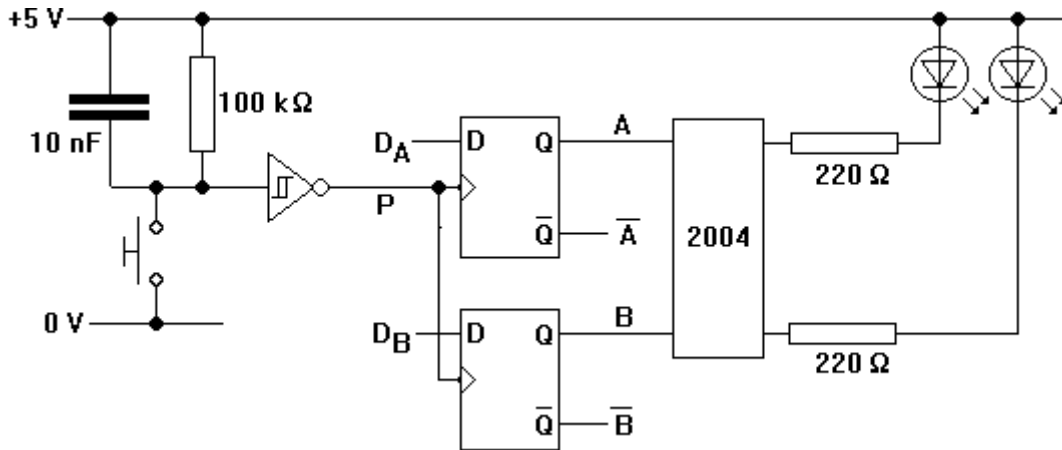 +5 V
100 kΩ
10 nF
D_A
D Q
A
220 Ω
P
Q̅
A̅
2004
0 V
D_B
D Q
B
220 Ω
Q̅
B̅